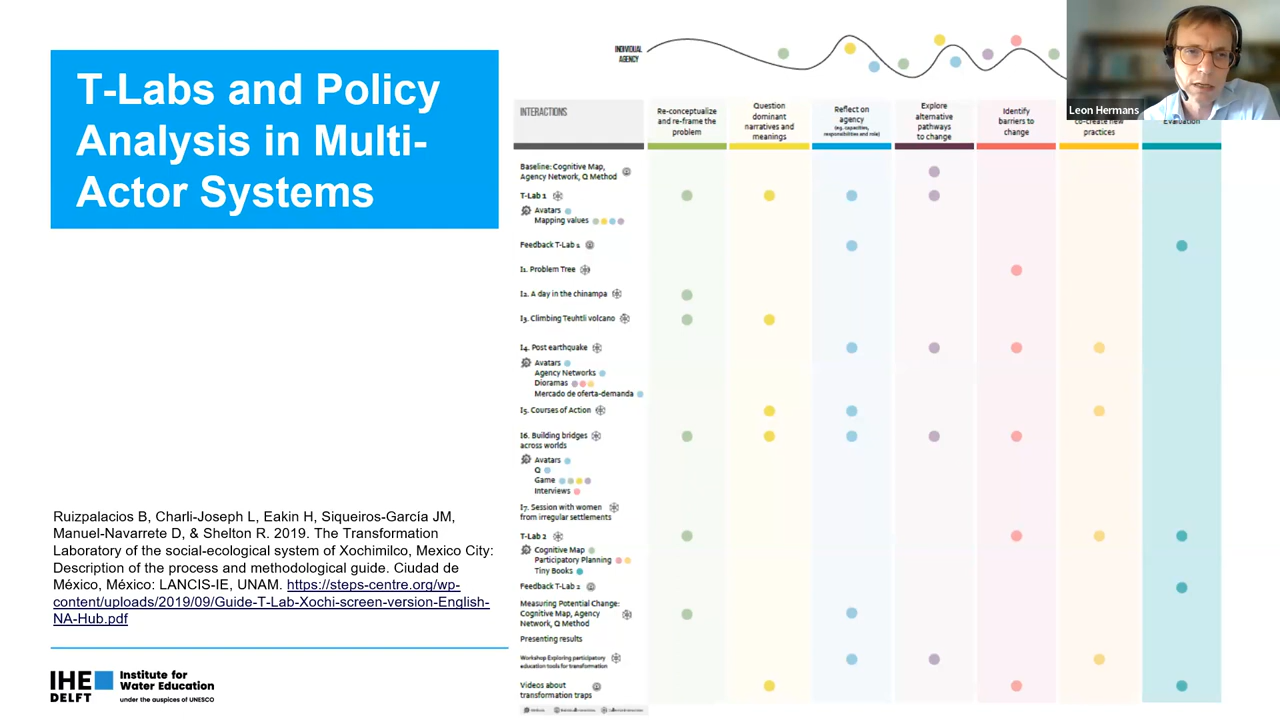 T-Labs and Policy
Analysis in Multi-
Actor Systems
INDIVIDUAL
AGENCY
Leon Hermans
INTERACTIONS
Re-conceptualize
and re-frame the
problem
Question
dominant
narratives and
meanings
Reflect on
agency
(eg. capacities,
responsibilities and role)
Explore
alternative
pathways
to change
Identify
barriers to
change
co-create new
practices
Evaluation
Baseline: Cognitive Map,
Agency Network, Q Method
T-Lab 1
Avatars
Mapping values
Feedback T-Lab 1
I1. Problem Tree
I2. A day in the chinampa
I3. Climbing Teuhtli volcano
I4. Post earthquake
Avatars
Agency Networks
Dioramas
Mercado de oferta-demanda
I5. Courses of Action
I6. Building bridges
across worlds
Avatars
Q
Game
Interviews
I7. Session with women
from irregular settlements
T-Lab 2
Cognitive Map
Participatory Planning
Tiny Books
Feedback T-Lab 2
Measuring Potential Change:
Cognitive Map, Agency
Network, Q Method
Presenting results
Workshop Exploring participatory
education tools for transformation
Videos about
transformation traps
Ruizpalacios B, Charli-Joseph L, Eakin H, Siqueiros-García JM,
Manuel-Navarrete D, & Shelton R. 2019. The Transformation
Laboratory of the social-ecological system of Xochimilco, Mexico City:
Description of the process and methodological guide. Ciudad de
México, México: LANCIS-IE, UNAM. https://steps-centre.org/wp-
content/uploads/2019/09/Guide-T-Lab-Xochi-screen-version-English-
NA-Hub.pdf
IHE
DELFT
Institute for
Water Education
under the auspices of UNESCO